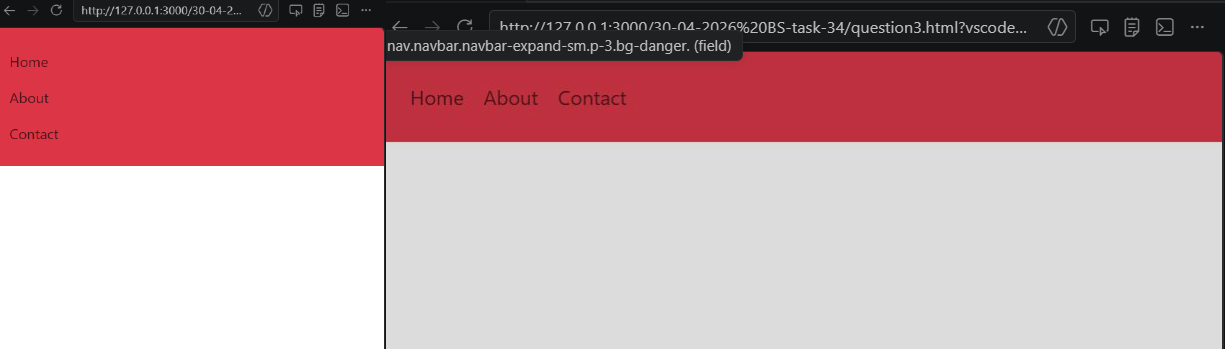 http://127.0.0.1:3000/30-04-2...
Home
About
Contact
http://127.0.0.1:3000/30-04-2026%20BS-task-34/question3.html?vscode...
nav.navbar.navbar-expand-sm.p-3.bg-danger. (field)
Home About Contact